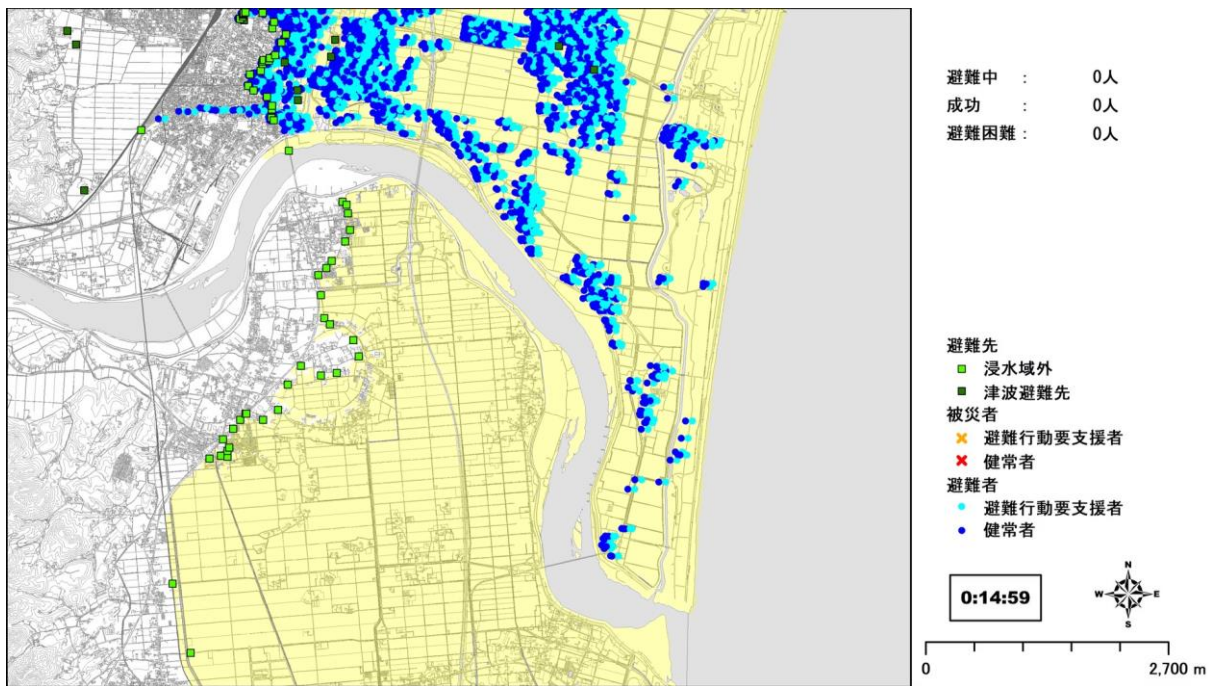 避難中 : 0人
成功 : 0人
避難困難 : 0人
避難先
浸水域外
津波避難先
被災者
避難行動要支援者
健常者
避難者
避難行動要支援者
健常者
0:14:59
N
W E
S
0 2,700 m